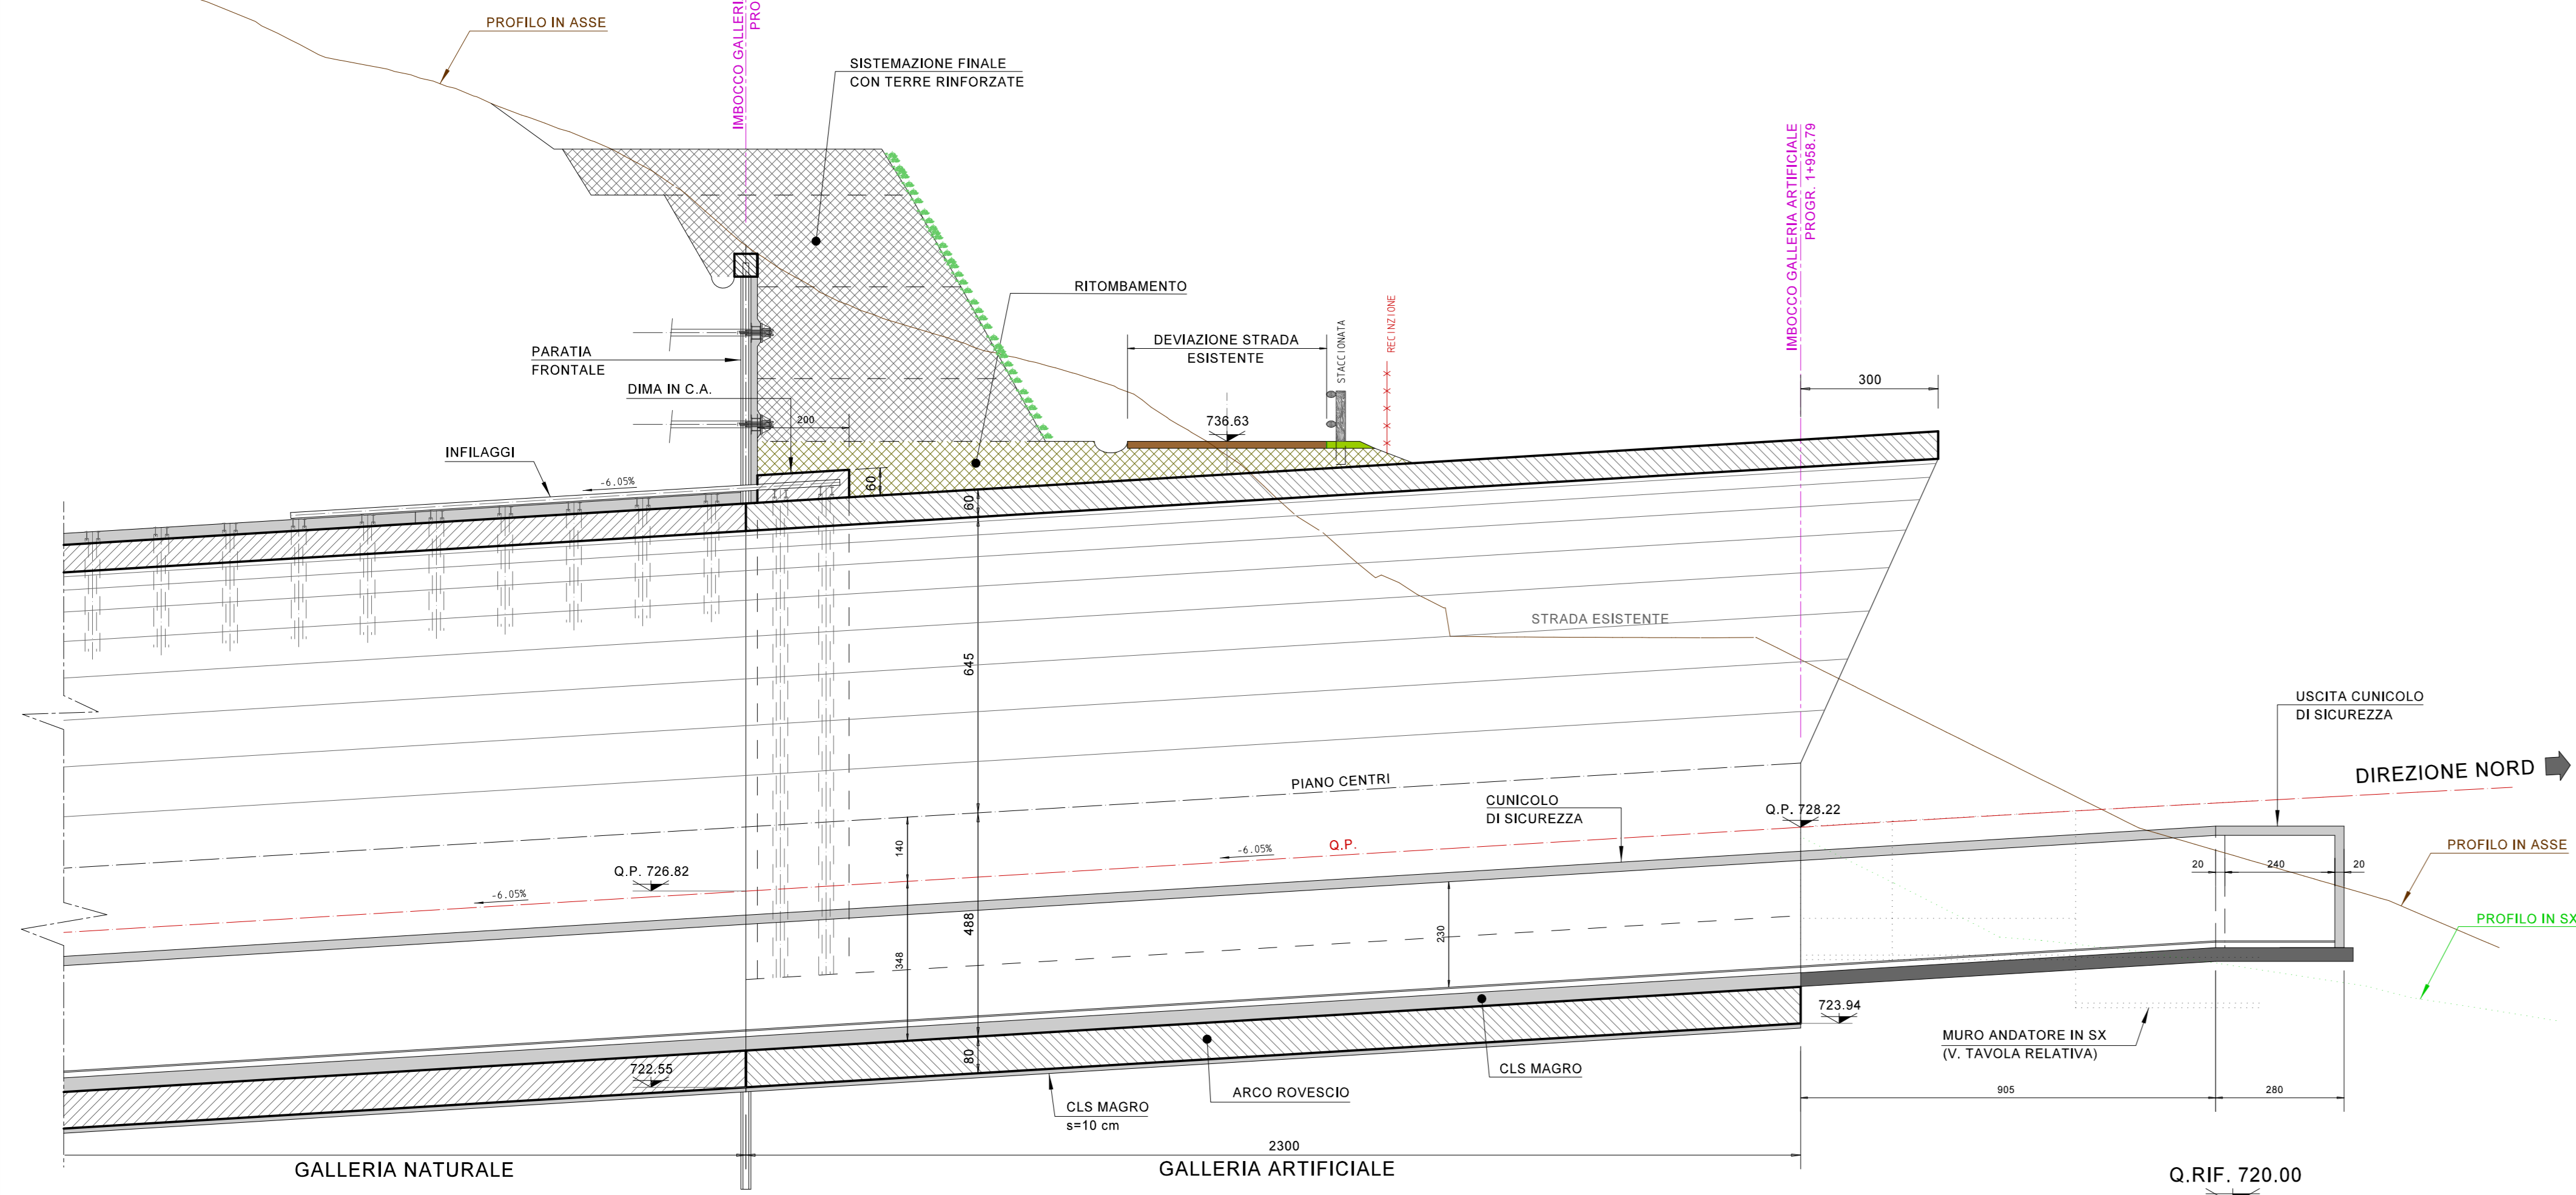 PROFILO IN ASSE
IMBOCCO GALLERI
PRO
SISTEMAZIONE FINALE
CON TERRE RINFORZATE
IMBOCCO GALLERIA ARTIFICIALE
PROGR. 1+958.79
RITOMBAMENTO
PARATIA
FRONTALE
DEVIAZIONE STRADA
ESISTENTE
STACCIONATA
RECINZIONE
300
DIMA IN C.A.
200
736.63
INFILAGGI
-6.05%
60
60
STRADA ESISTENTE
645
USCITA CUNICOLO
DI SICUREZZA
DIREZIONE NORD
PIANO CENTRI
CUNICOLO
DI SICUREZZA
Q.P. 728.22
140
-6.05%
Q.P.
PROFILO IN ASSE
Q.P. 726.82
20
240
20
-6.05%
488
230
PROFILO IN SX
348
723.94
MURO ANDATORE IN SX
(V. TAVOLA RELATIVA)
80
722.55
CLS MAGRO
ARCO ROVESCIO
905
280
CLS MAGRO
s=10 cm
2300
GALLERIA NATURALE
GALLERIA ARTIFICIALE
Q.RIF. 720.00